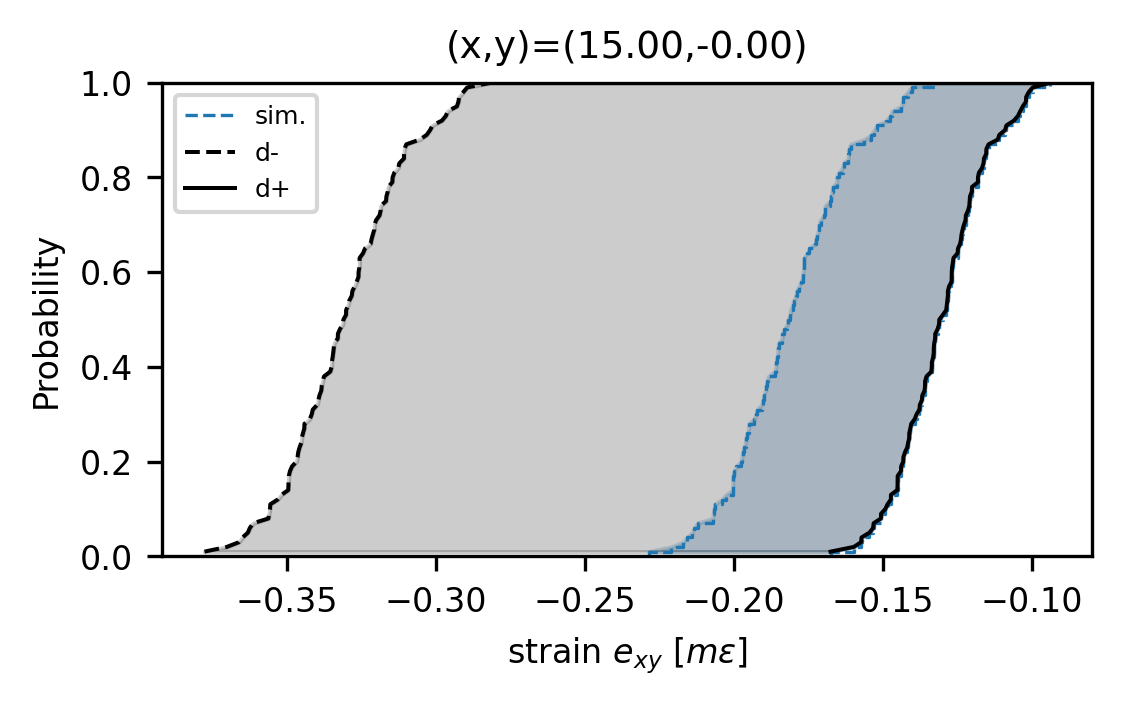 (x,y)=(15.00,-0.00)
1.0
0.8
0.6
0.4
0.2
0.0
Probability
sim.
d-
d+
−0.35 −0.30 −0.25 −0.20 −0.15 −0.10
strain e_xy [mε]